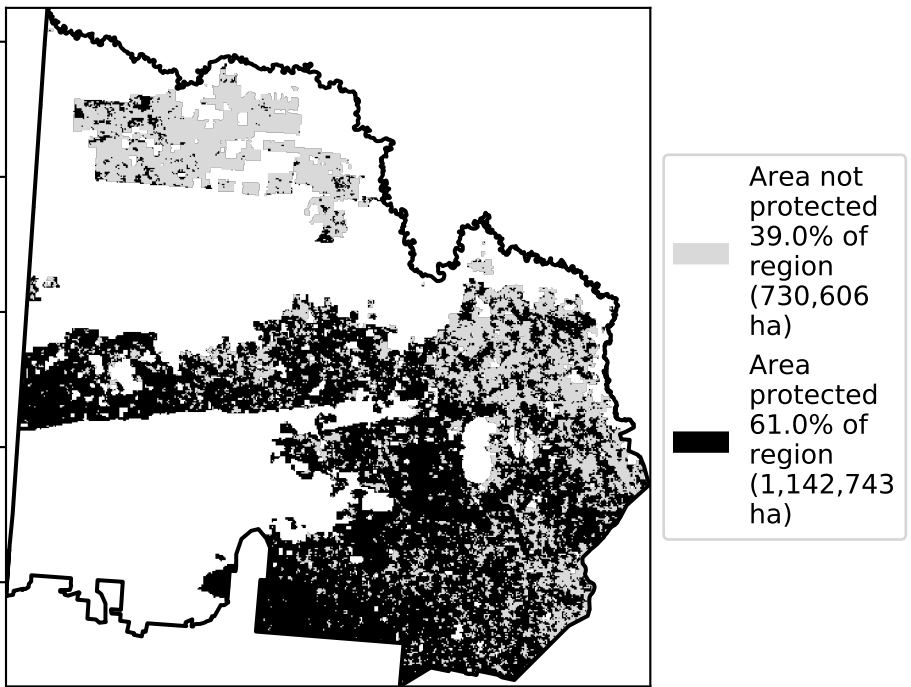 Area not
protected
39.0% of
region
(730,606
ha)
Area
protected
61.0% of
region
(1,142,743
ha)